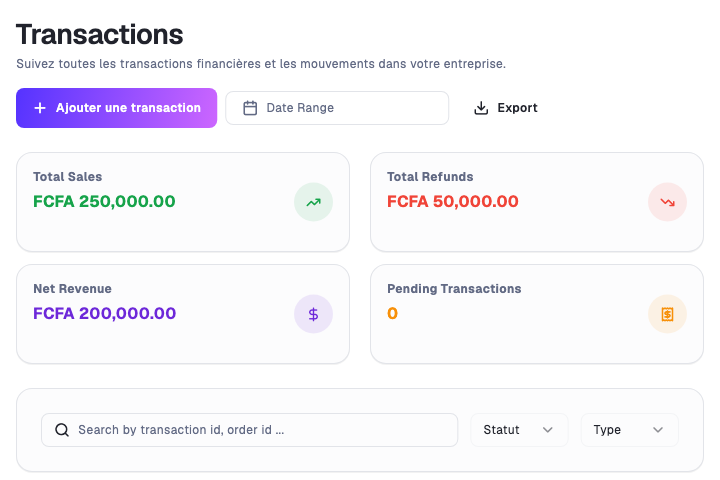 Transactions
Suivez toutes les transactions financières et les mouvements dans votre entreprise.
Ajouter une transaction
Date Range
Export
Total Sales
FCFA 250,000.00
Total Refunds
FCFA 50,000.00
Net Revenue
FCFA 200,000.00
Pending Transactions
0
Search by transaction id, order id ...
Statut
Type